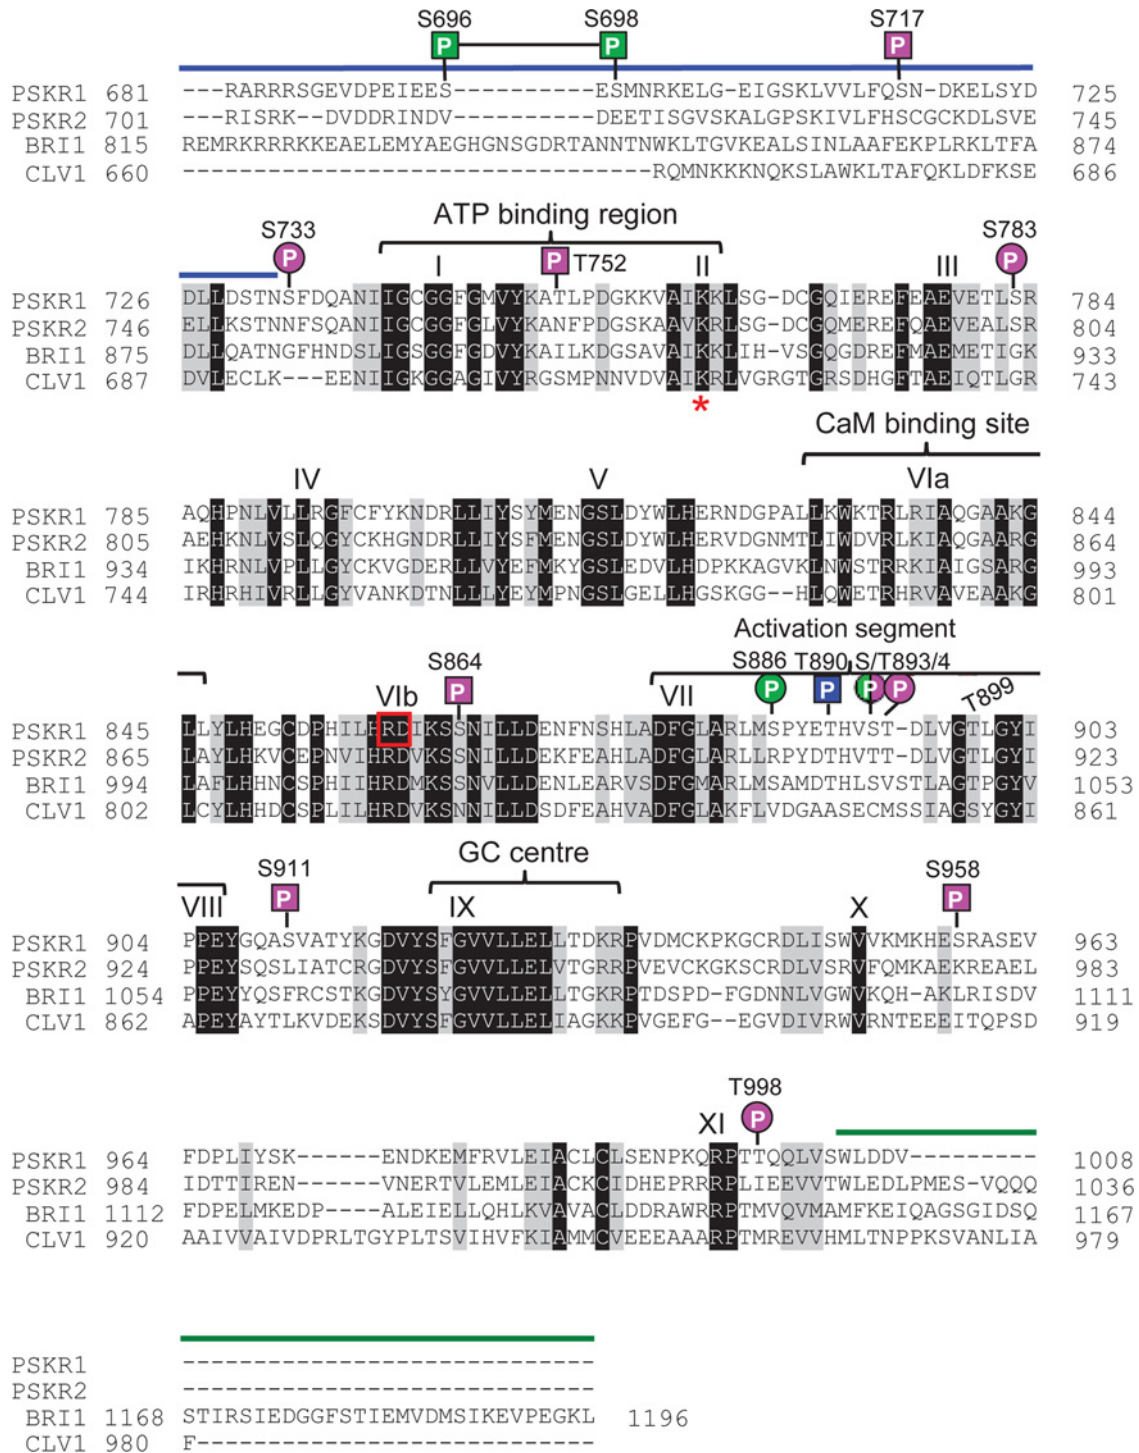 S696 S698 S717
P P P
PSKR1 681 ---RARRRSGEVDPEIEES----------ESMNRKELG-EIGSKLVVLFQSN-DKELSYD 725
PSKR2 701 ---RISRK--DVDDRINDV----------DEETISGVSKALGPSKIVLFHSCGCKDLSVE 745
BRI1 815 REMRKRRRKKEAELEMYAEGHGNSGDRTANNTNWKLTGVKEALSINLAAFEKPLRKLTFA 874
CLV1 660 ---------------------------------RQMNKKKNQKSLAWKLTAFQKLDFKSE 686
ATP binding region
S733 S783
P I P T752 II III P
PSKR1 726 DLLDSTNSFDQANIIGCGGFGMVYKATLPDGKKVAIKKLSG-DCGQIEREFEAEVETLSR 784
PSKR2 746 ELLKSTNNFSQANIIGCGGFGLVYKANFPDGSKAAVKRLSG-DCGQMEREFQAEVEALSR 804
BRI1 875 DLLQATNGFHNDSLIGSGGFGDVYKAILKDGSAVAIKKLIH-VSGQGDREFMAEMETIGK 933
CLV1 687 DVLECLK---EENIIGKGGAGIVYRGSMPNNVDVAIKRLVGRGTGRSDHGFTAEIQTLGR 743
*
CaM binding site
IV V VIa
PSKR1 785 AQHPNLVLLRGFCFYKNDRLLIYSYMENGSLDYWLHERNDGPALLKWKTRLRIAQGAAKG 844
PSKR2 805 AEHKNLVSLQGYCKHGNDRLLIYSFMENGSLDYWLHERVDGNMTLIWDVRLKIAQGAARG 864
BRI1 934 IKHRNLVPLLGYCKVGDERLLVYEFMKYGSLEDVLHDPKKAGVKLNWSTRRKIAIGSARG 993
CLV1 744 IRHRHIVRLLGYVANKDTNLLLYEYMPNGSLGELLHGSKGG--HLQWETRHRVAVEAAKG 801
Activation segment
S864 S886 T890 S/T893/4
VIb P VII P P P P T899
PSKR1 845 LLYLHEGCDPHILHRDIKSSNILLDENFNSHLADFGLARLMSPYETHVST-DLVGTLGYI 903
PSKR2 865 LAYLHKVCEPNVIHRDVKSSNILLDEKFEAHLADFGLARLLRPYDTHVTT-DLVGTLGYI 923
BRI1 994 LAFLHHNCSPHIIHRDMKSSNVLLDENLEARVSDFGMARLMSAMDTHLSVSTLAGTPGYV 1053
CLV1 802 LCYLHHDCSPLILHRDVKSNNILLDSDFEAHVADFGLAKFLVDGAASECMSSIAGSYGYI 861
GC centre
S911 S958
VIII P IX X P
PSKR1 904 PPEYGQASVATYKGDVYSFGVVLLELLTDKRPVDMCKPKGCRDLISWVVKMKHESRASEV 963
PSKR2 924 PPEYSQSLIATCRGDVYSFGVVLLELVTGRRPVEVCKGKSCRDLVSRVFQMKAEKREAEL 983
BRI1 1054 PPEYYQSFRCSTKGDVYSYGVVLLELLTGKRPTDSPD-FGDNNLVGWVKQH-AKLRISDV 1111
CLV1 862 APEYAYTLKVDEKSDVYSFGVVLLELIAGKKPVGEFG--EGVDIVRWVRNTEEEITQPSD 919
T998
XI P
PSKR1 964 FDPLIYSK-----ENDKEMFRVLEIACLCLSENPKQRPTTQQLVSWLDDV--------- 1008
PSKR2 984 IDTTIREN-----VNERTVLEMLEIACKCIDHEPRRRPLIEEVVTWLEDLPMES-VQQQ 1036
BRI1 1112 FDPELMKEDP----ALEIELLQHLKVAVACLDDRAWRRPTMVQVMAMFKEIQAGSGIDSQ 1167
CLV1 920 AAIVVAIVDPRLTGYPLTSVIHVFKIAMMCVEEEAAARPTMREVVHMLTNPPKSVANLIA 979
PSKR1 -----------------------------
PSKR2 -----------------------------
BRI1 1168 STIRSIEDGGFSTIEMVDMSIKEVPEGKL 1196
CLV1 980 F----------------------------